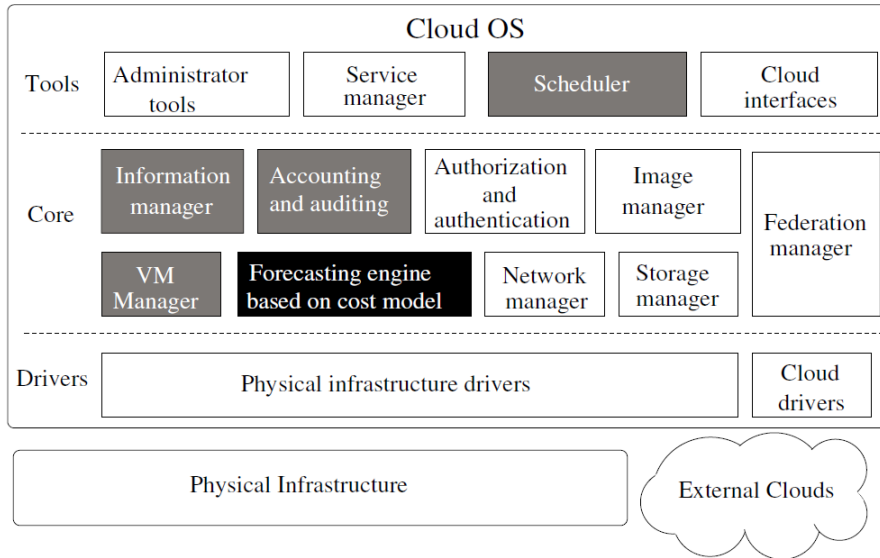 Cloud OS
Tools
Administrator
tools
Service
manager
Scheduler
Cloud
interfaces
Core
Information
manager
Accounting
and auditing
Authorization
and
authentication
Image
manager
Federation
manager
VM
Manager
Forecasting engine
based on cost model
Network
manager
Storage
manager
Drivers
Physical infrastructure drivers
Cloud
drivers
Physical Infrastructure
External Clouds